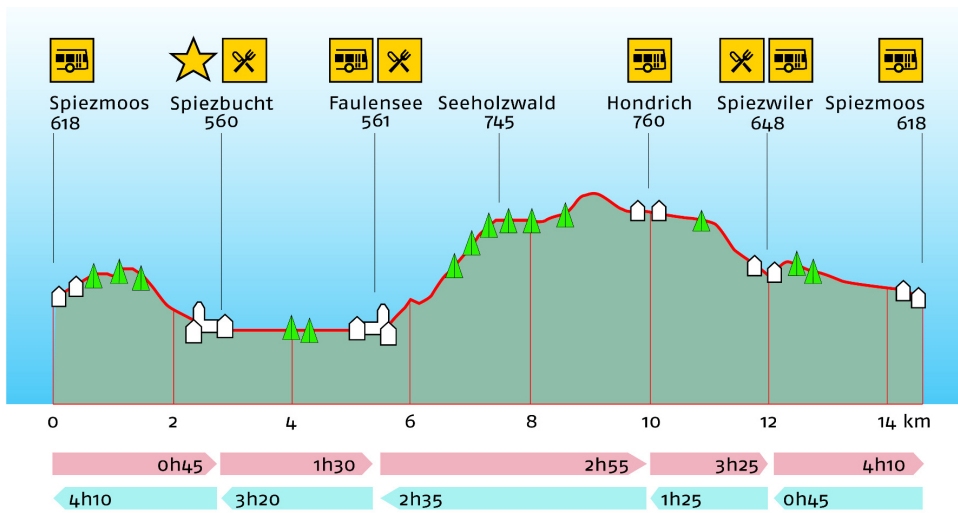 Spiezmoos Spiezbucht Faulensee Seeholzwald Hondrich Spiezwiler Spiezmoos
618 560 561 745 760 648 618
0 2 4 6 8 10 12 14 km
0h45 1h30 2h55 3h25 4h10
4h10 3h20 2h35 1h25 0h45